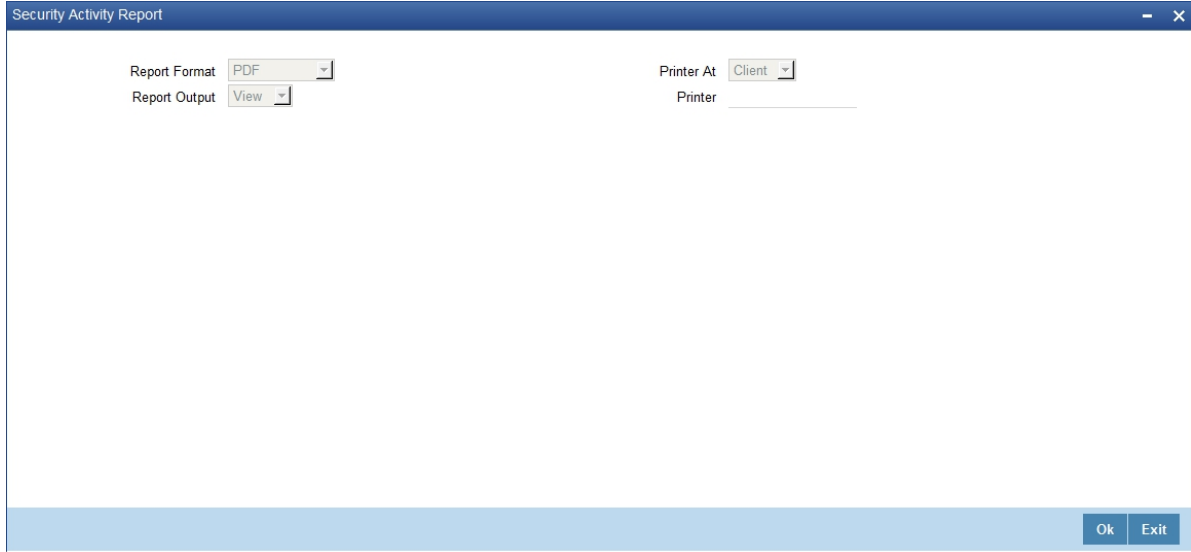 Security Activity Report
Report Format PDF
Printer At Client
Report Output View
Printer
Ok Exit